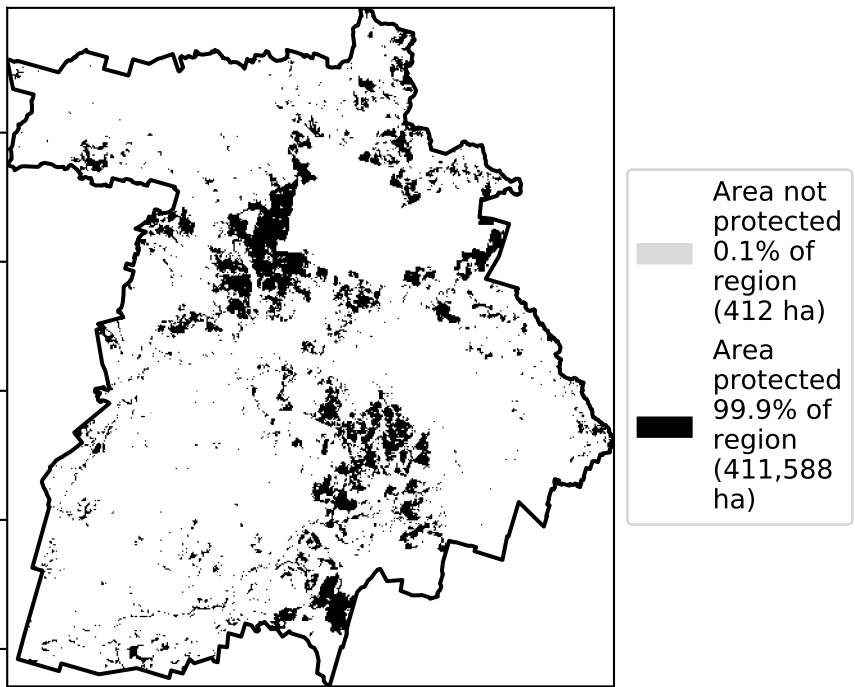 Area not
protected
0.1% of
region
(412 ha)
Area
protected
99.9% of
region
(411,588
ha)